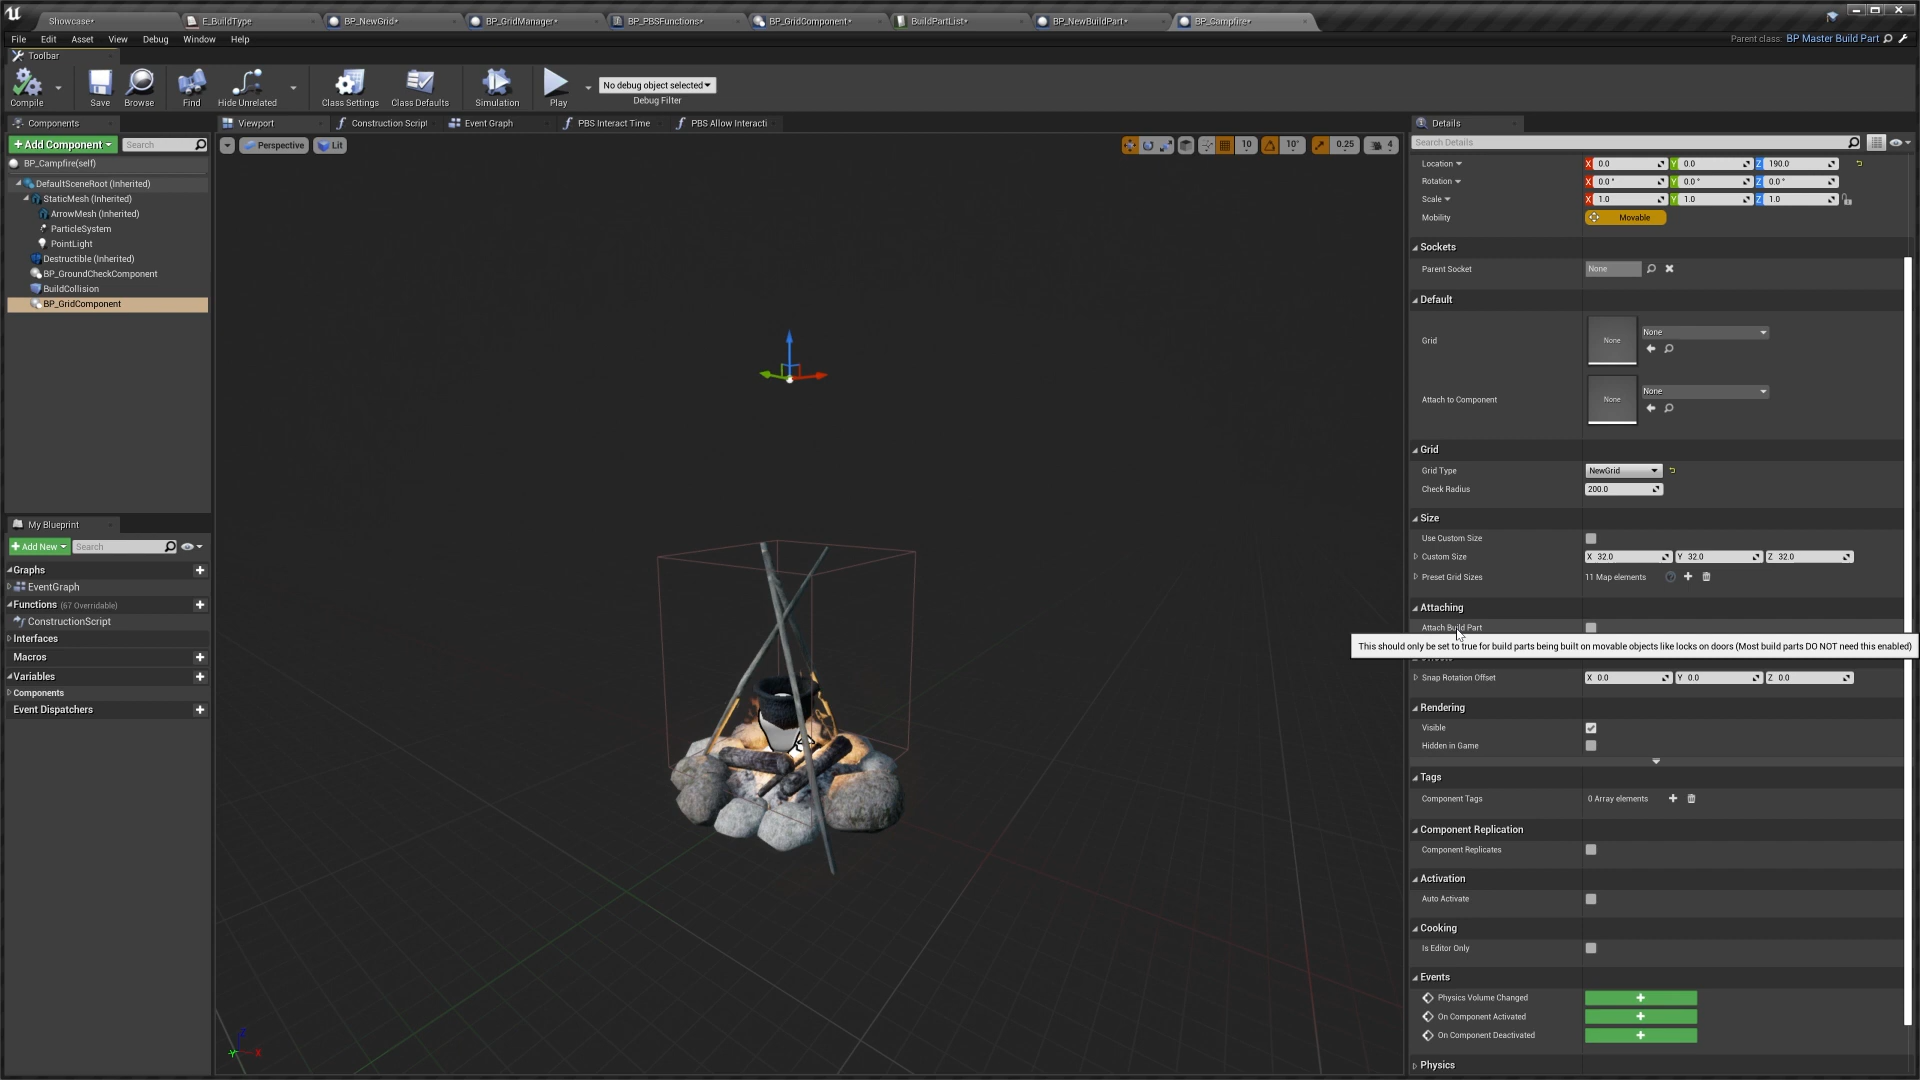 Showcase*
E_BuildType
BP_NewGrid*
BP_GridManager*
BP_PBSFunctions*
BP_GridComponent*
BuildPartList*
BP_NewBuildPart*
BP_Campfire*
File Edit Asset View Debug Window Help
Parent class: BP Master Build Part
Toolbar
Compile
Save
Browse
Find
Hide Unrelated
Class Settings
Class Defaults
Simulation
Play
No debug object selected
Debug Filter
Components
+ Add Component
Search
BP_Campfire(self)
DefaultSceneRoot (Inherited)
StaticMesh (Inherited)
ArrowMesh (Inherited)
ParticleSystem
PointLight
Destructible (Inherited)
BP_GroundCheckComponent
BuildCollision
BP_GridComponent
My Blueprint
+ Add New
Search
Graphs
EventGraph
Functions (67 Overridable)
ConstructionScript
Interfaces
Macros
Variables
Components
Event Dispatchers
Viewport
Construction Script
Event Graph
PBS Interact Time
PBS Allow Interacti
Perspective
Lit
10
10°
0.25
4
Z
Y
X
Details
Search Details
Location X 0.0 Y 0.0 Z 190.0
Rotation X 0.0 ° Y 0.0 ° Z 0.0 °
Scale X 1.0 Y 1.0 Z 1.0
Mobility Movable
Sockets
Parent Socket None
Default
Grid None None
Attach to Component None None
Grid
Grid Type NewGrid
Check Radius 200.0
Size
Use Custom Size
Custom Size X 32.0 Y 32.0 Z 32.0
Preset Grid Sizes 11 Map elements
Attaching
Attach Build Part
This should only be set to true for build parts being built on movable objects like locks on doors (Most build parts DO NOT need this enabled)
Snap Rotation Offset X 0.0 Y 0.0 Z 0.0
Rendering
Visible
Hidden in Game
Tags
Component Tags 0 Array elements
Component Replication
Component Replicates
Activation
Auto Activate
Cooking
Is Editor Only
Events
Physics Volume Changed
On Component Activated
On Component Deactivated
Physics